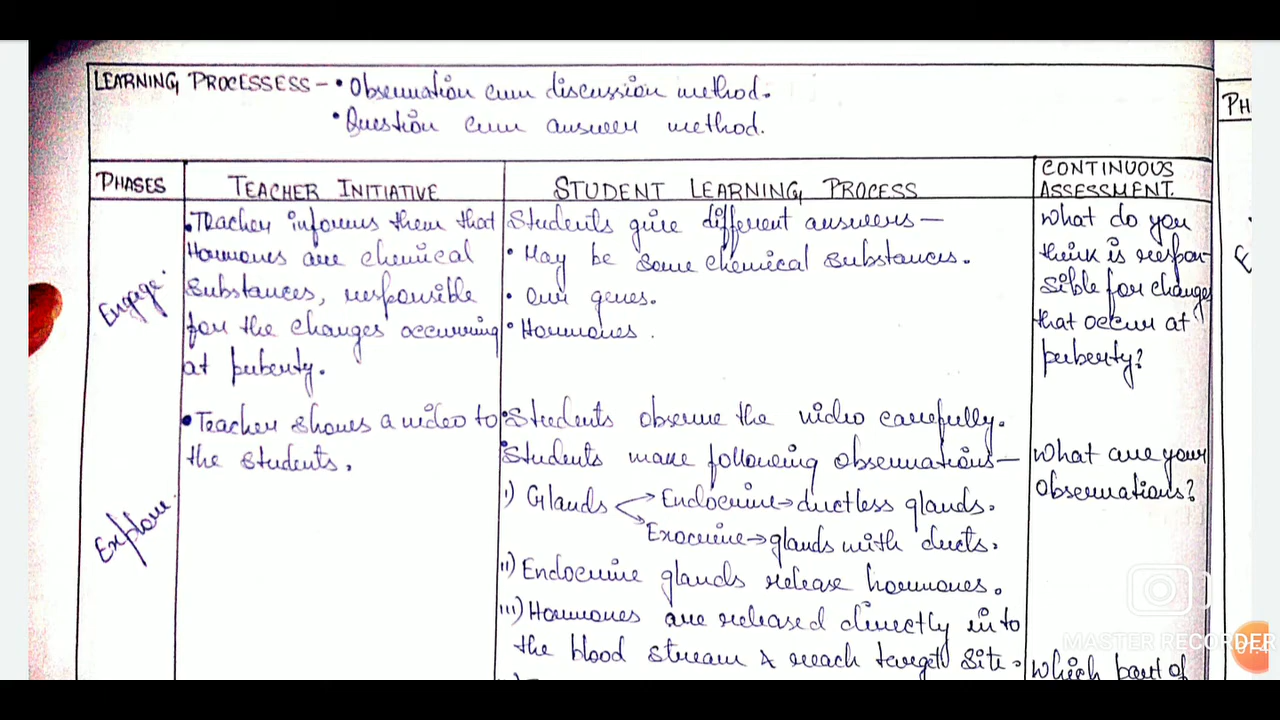 LEARNING PROCESSESS - • Observation cum discussion method.
• Question cum answer method.
PHASES
TEACHER INITIATIVE
STUDENT LEARNING PROCESS
CONTINUOUS
ASSESSMENT.
Engage
• Teacher informs them that
Hormones are chemical
substances, responsible
for the changes occurring
at puberty.
Students give different answers —
• May be some chemical substances.
• Our genes.
• Hormones.
What do you
think is respon-
sible for changes
that occur at
puberty?
Explore
• Teacher shows a video to
the students.
• Students observe the video carefully.
• Students make following observations —
i) Glands Endocrine → ductless glands.
Exocrine → glands with ducts.
ii) Endocrine glands release hormones.
iii) Hormones are released directly into
the blood stream & reach target site.
What are your
observations?
Which part of
PH
E
MASTER RECORDER